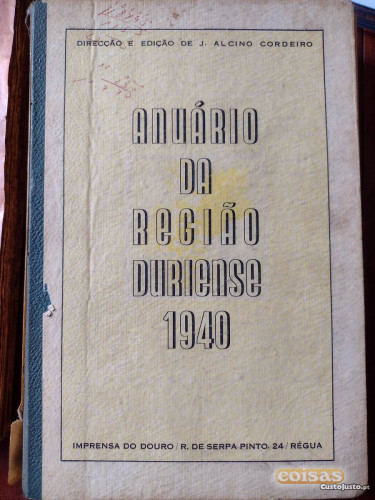 DIRECÇÃO E EDIÇÃO DE J. ALCINO CORDEIRO
ANUÁRIO
DA
REGIÃO
DURIENSE
1940
IMPRENSA DO DOURO / R. DE SERPA PINTO, 24 / RÉGUA
coisas
CustoJusto.pt